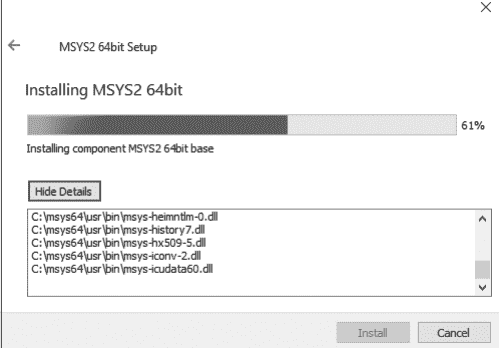 MSYS2 64bit Setup
Installing MSYS2 64bit
61%
Installing component MSYS2 64bit base
Hide Details
C:\msys64\usr\bin\msys-heimntlm-0.dll
C:\msys64\usr\bin\msys-history7.dll
C:\msys64\usr\bin\msys-hx509-5.dll
C:\msys64\usr\bin\msys-iconv-2.dll
C:\msys64\usr\bin\msys-icudata60.dll
Install Cancel